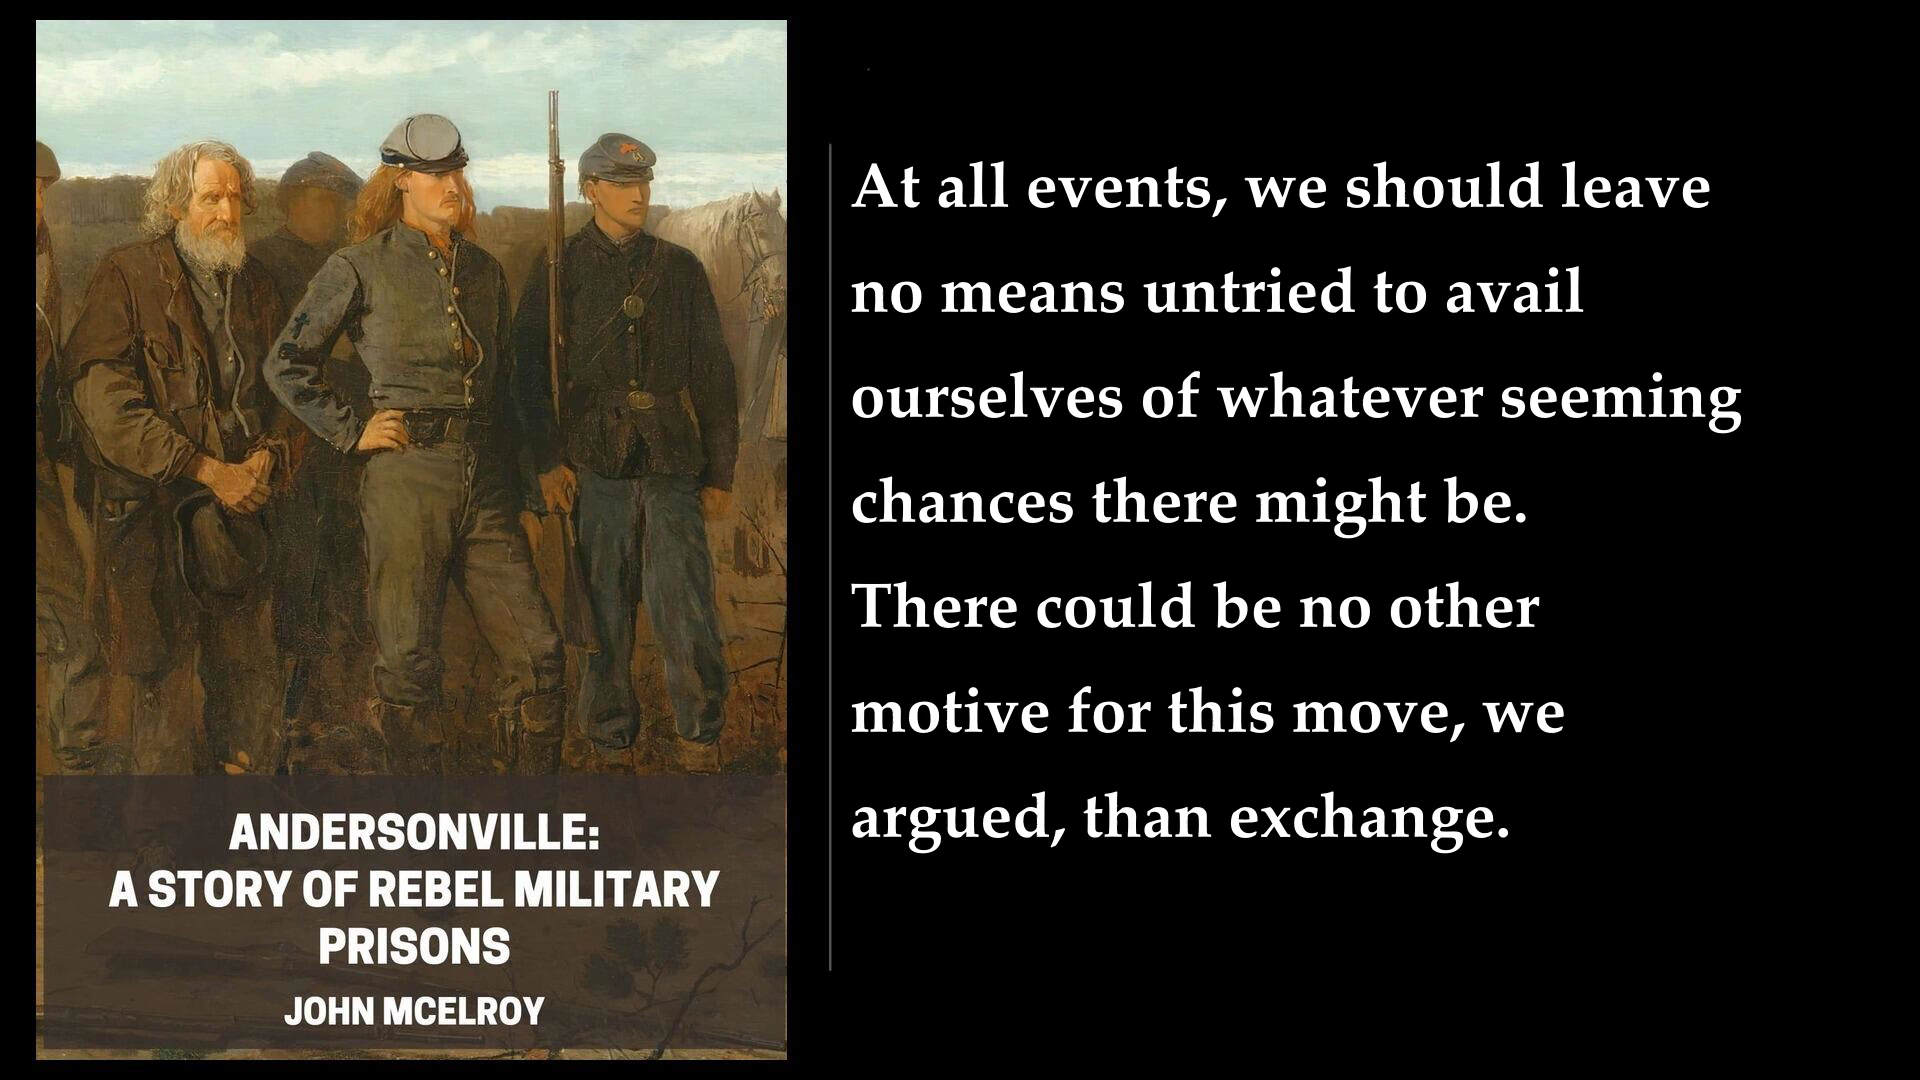 ANDERSONVILLE:
A STORY OF REBEL MILITARY
PRISONS
JOHN MCELROY
At all events, we should leave
no means untried to avail
ourselves of whatever seeming
chances there might be.
There could be no other
motive for this move, we
argued, than exchange.